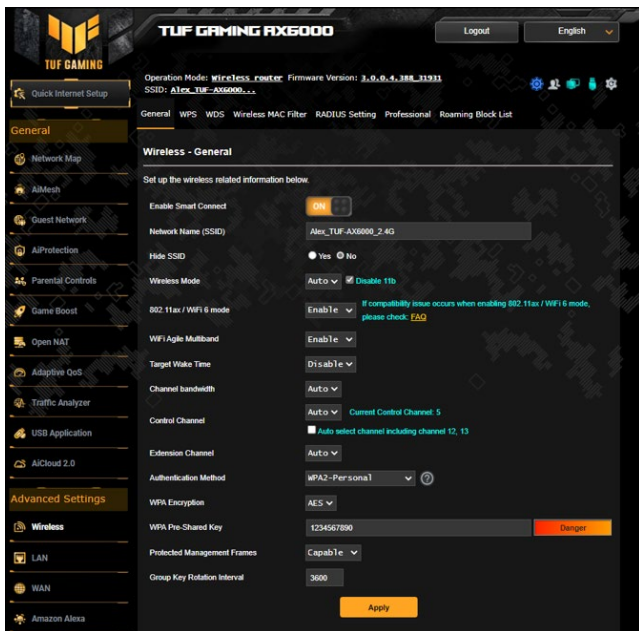 TUF GAMING
TUF GAMING AX6000
Logout
English
Quick Internet Setup
Operation Mode: Wireless router Firmware Version: 3.0.0.4.388_31931
SSID: Alex_TUF-AX6000...
General WPS WDS Wireless MAC Filter RADIUS Setting Professional Roaming Block List
General
Network Map
AiMesh
Guest Network
AiProtection
Parental Controls
Game Boost
Open NAT
Adaptive QoS
Traffic Analyzer
USB Application
AiCloud 2.0
Advanced Settings
Wireless
LAN
WAN
Amazon Alexa
Wireless - General
Set up the wireless related information below.
Enable Smart Connect ON
Network Name (SSID) Alex_TUF-AX6000_2.4G
Hide SSID Yes No
Wireless Mode Auto Disable 11b
802.11ax / WiFi 6 mode Enable If compatibility issue occurs when enabling 802.11ax / WiFi 6 mode,
please check: FAQ
WiFi Agile Multiband Enable
Target Wake Time Disable
Channel bandwidth Auto
Control Channel Auto Current Control Channel: 5
Auto select channel including channel 12, 13
Extension Channel Auto
Authentication Method WPA2-Personal ?
WPA Encryption AES
WPA Pre-Shared Key 1234567890 Danger
Protected Management Frames Capable
Group Key Rotation Interval 3600
Apply